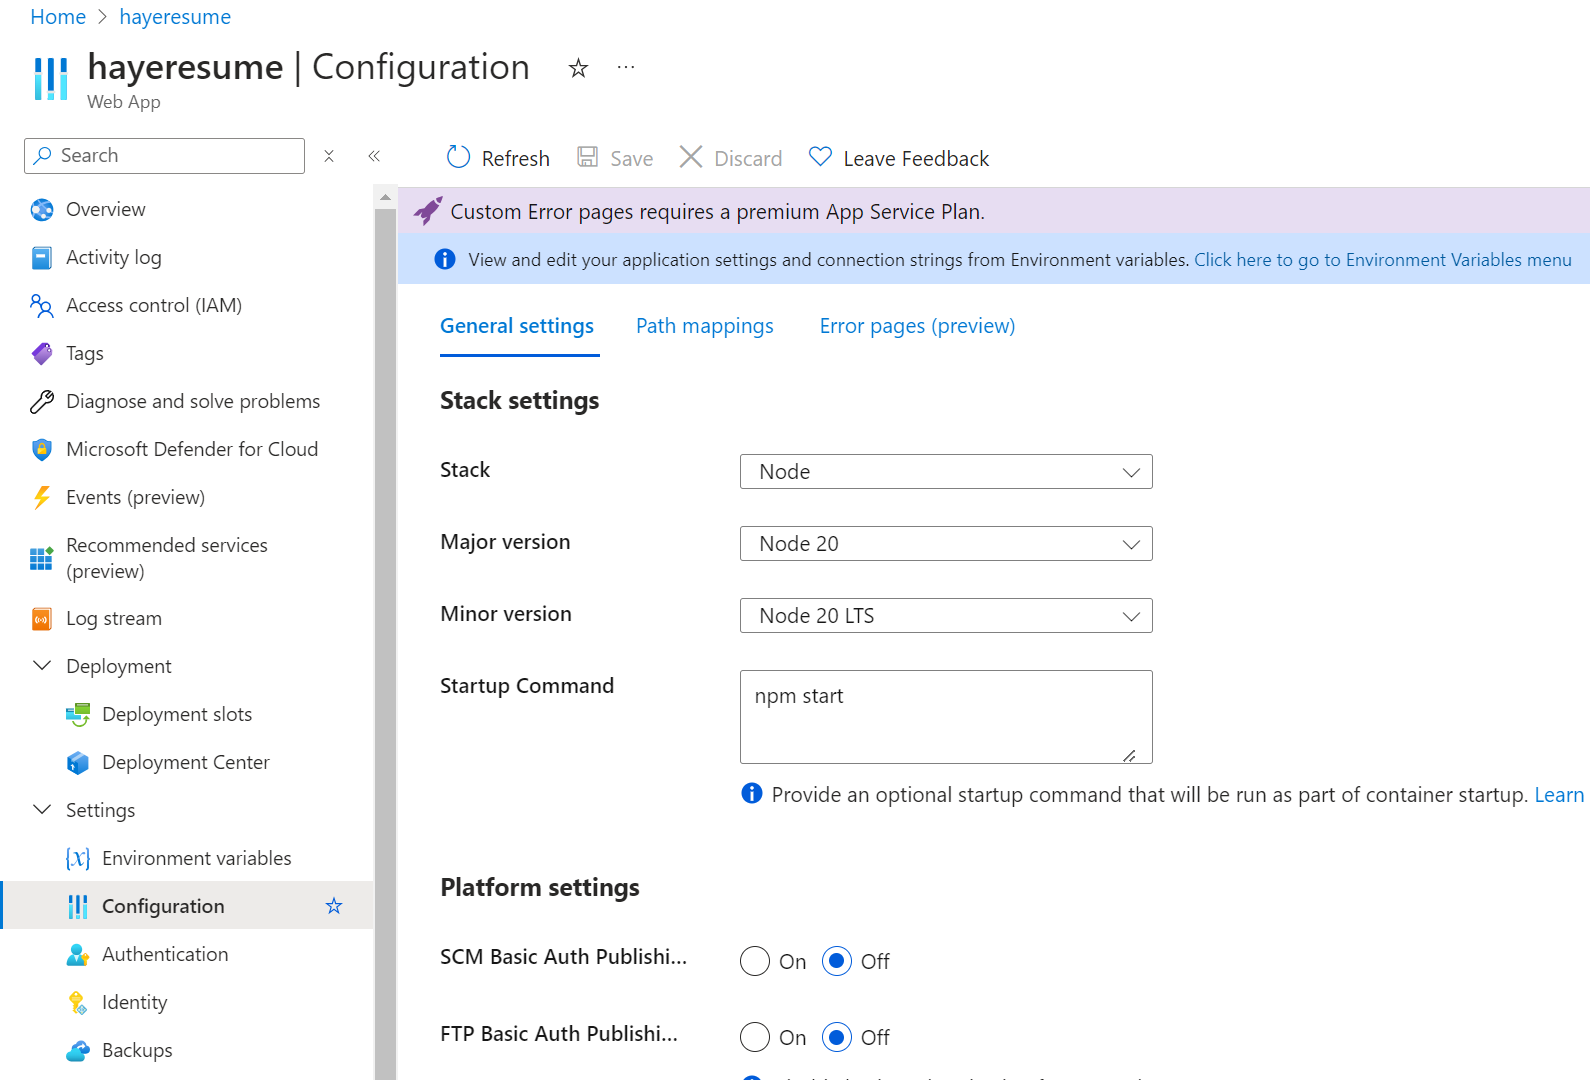 Home > hayeresume
hayeresume | Configuration
Web App
Search
Refresh
Save
Discard
Leave Feedback
Overview
Activity log
Access control (IAM)
Tags
Diagnose and solve problems
Microsoft Defender for Cloud
Events (preview)
Recommended services
(preview)
Log stream
Deployment
Deployment slots
Deployment Center
Settings
Environment variables
Configuration
Authentication
Identity
Backups
Custom Error pages requires a premium App Service Plan.
View and edit your application settings and connection strings from Environment variables. Click here to go to Environment Variables menu
General settings
Path mappings
Error pages (preview)
Stack settings
Stack
Node
Major version
Node 20
Minor version
Node 20 LTS
Startup Command
npm start
Provide an optional startup command that will be run as part of container startup. Learn
Platform settings
SCM Basic Auth Publishi...
On Off
FTP Basic Auth Publishi...
On Off